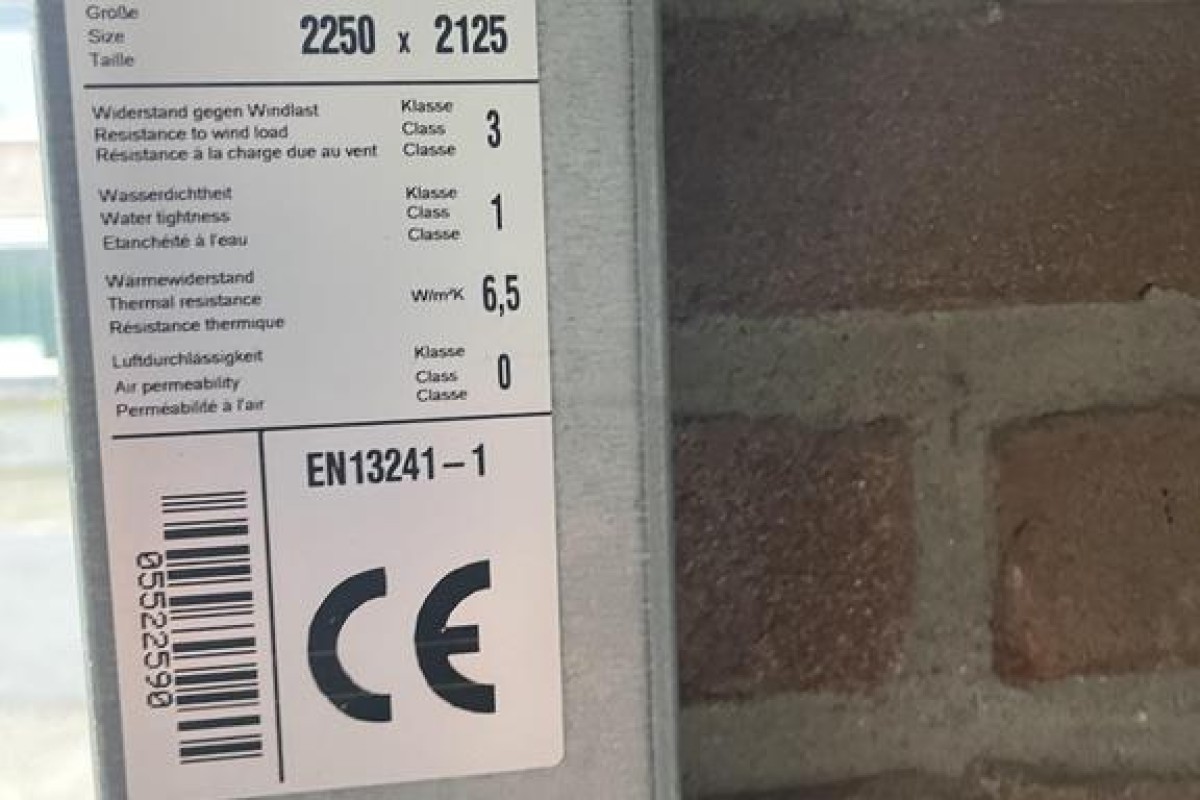 Größe
Size
Taille
2250 x 2125
Widerstand gegen Windlast
Resistance to wind load
Résistance à la charge due au vent
Klasse
Class
Classe
3
Wasserdichtheit
Water tightness
Etanchéité à l'eau
Klasse
Class
Classe
1
Wärmewiderstand
Thermal resistance
Résistance thermique
W/m²K
6,5
Luftdurchlässigkeit
Air permeability
Perméabilité à l'air
Klasse
Class
Classe
0
EN13241-1
CE
05522590